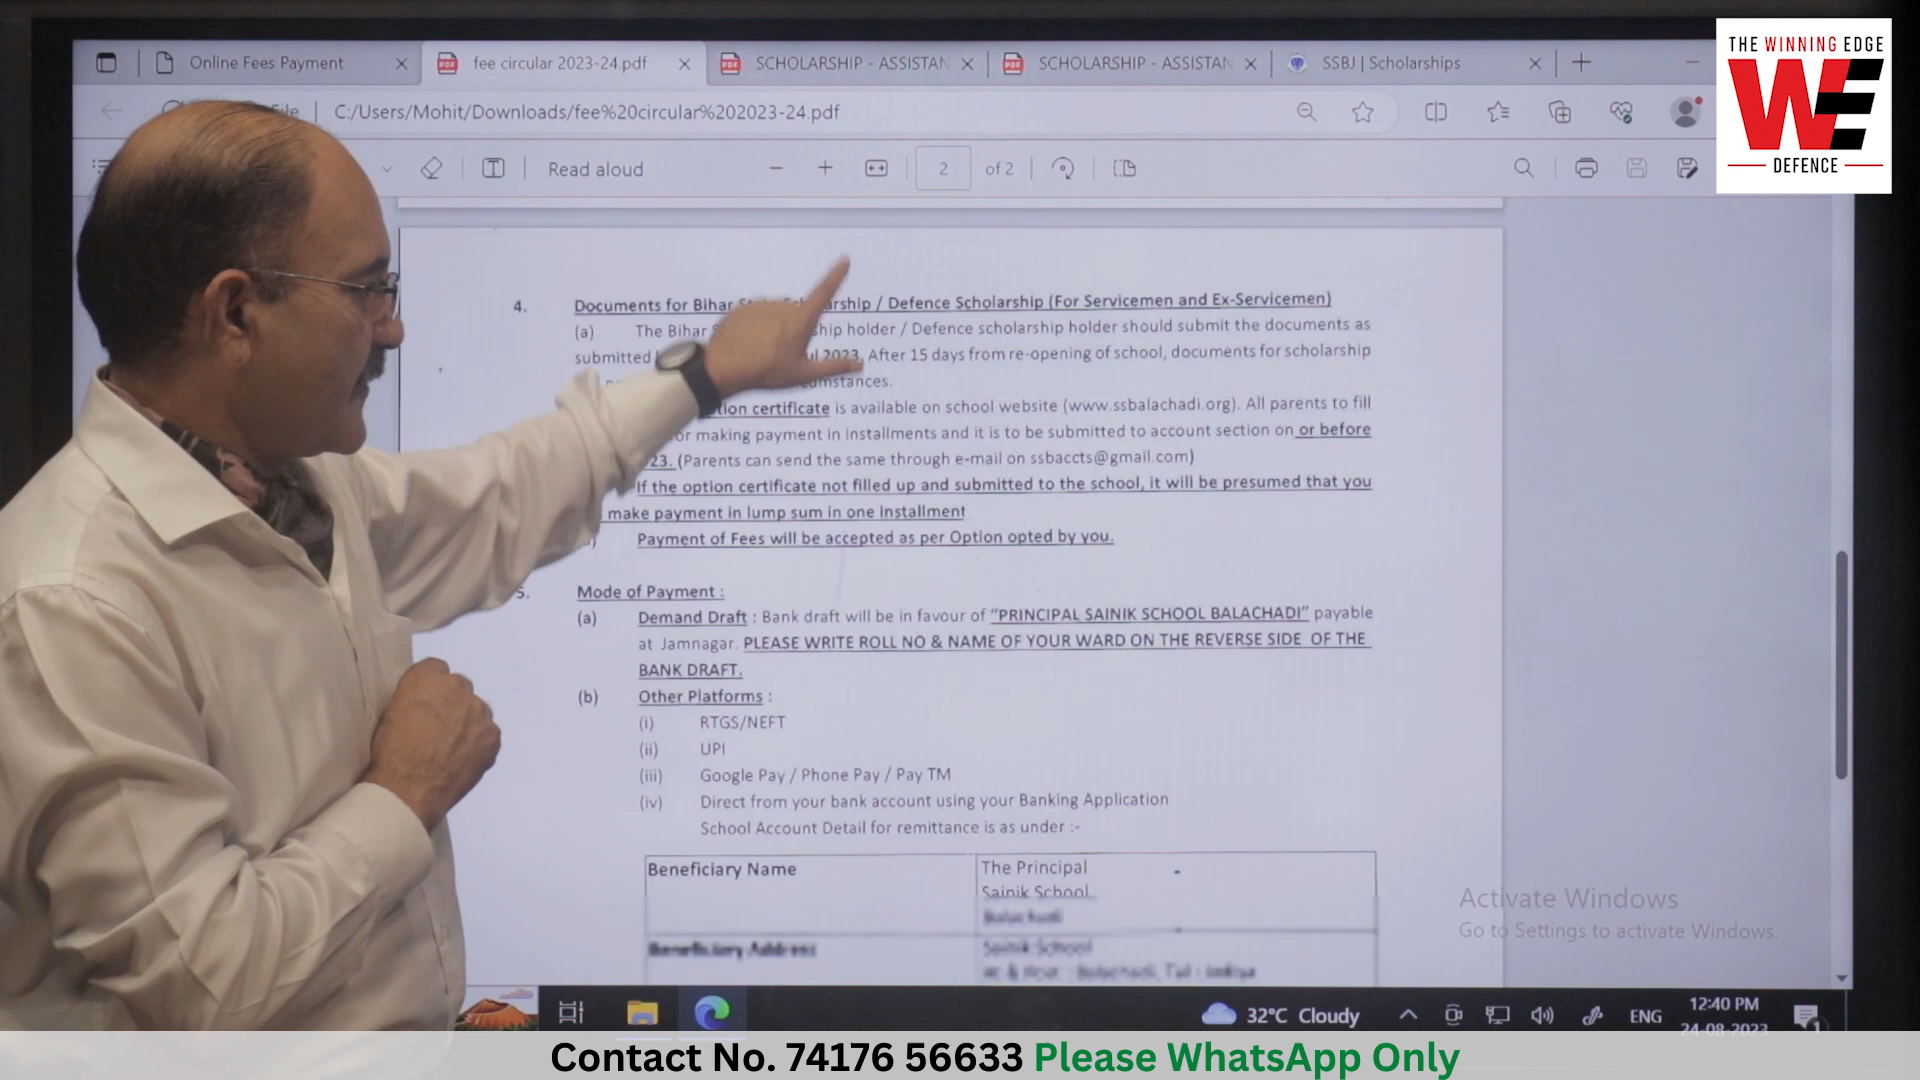 THE WINNING EDGE
WE
DEFENCE
Online Fees Payment
fee circular 2023-24.pdf
SCHOLARSHIP - ASSISTAN
SCHOLARSHIP - ASSISTAN
SSBJ | Scholarships
C:/Users/Mohit/Downloads/fee%20circular%202023-24.pdf
Read aloud
2 of 2
4. Documents for Bihar / Defence Scholarship (For Servicemen and Ex-Servicemen)
(a) The Bihar holder / Defence scholarship holder should submit the documents as
submitted 2023. After 15 days from re-opening of school, documents for scholarship
certificate is available on school website (www.ssbalachadi.org). All parents to fill
making payment in installments and it is to be submitted to account section on or before
23. (Parents can send the same through e-mail on ssbaccts@gmail.com)
If the option certificate not filled up and submitted to the school, it will be presumed that you
make payment in lump sum in one installment
Payment of Fees will be accepted as per Option opted by you.
5. Mode of Payment :
(a) Demand Draft : Bank draft will be in favour of "PRINCIPAL SAINIK SCHOOL BALACHADI" payable
at Jamnagar. PLEASE WRITE ROLL NO & NAME OF YOUR WARD ON THE REVERSE SIDE OF THE
BANK DRAFT.
(b) Other Platforms :
(i) RTGS/NEFT
(ii) UPI
(iii) Google Pay / Phone Pay / Pay TM
(iv) Direct from your bank account using your Banking Application
School Account Detail for remittance is as under :-
Beneficiary Name The Principal
Sainik School
Beneficiary Address Sainik School
Activate Windows
Go to Settings to activate Windows.
32°C Cloudy
ENG
12:40 PM
24-08-2023
Contact No. 74176 56633 Please WhatsApp Only